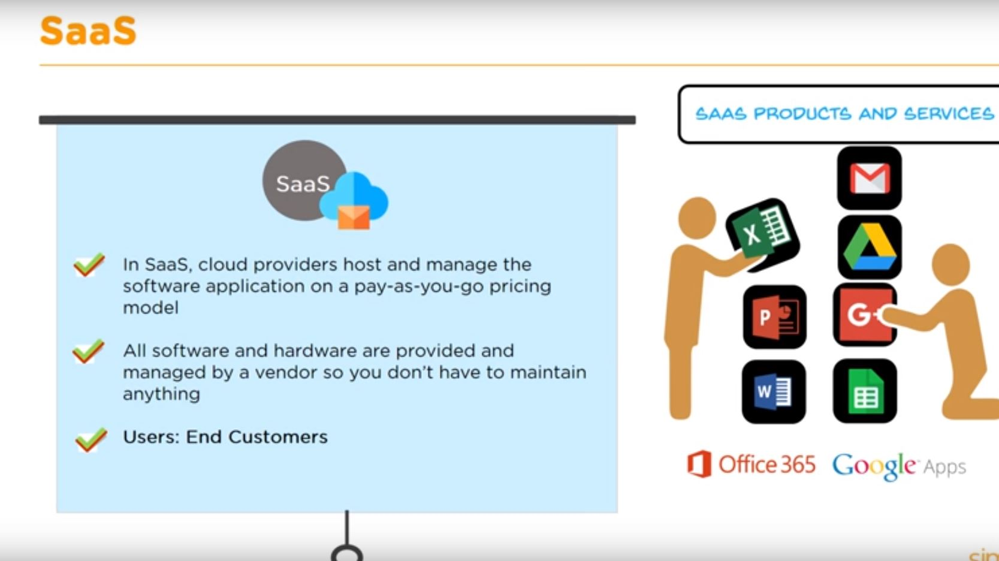 SaaS
SAAS PRODUCTS AND SERVICES
SaaS
In SaaS, cloud providers host and manage the
software application on a pay-as-you-go pricing
model
All software and hardware are provided and
managed by a vendor so you don't have to maintain
anything
Users: End Customers
X
P
G+
W
Office 365
Google Apps